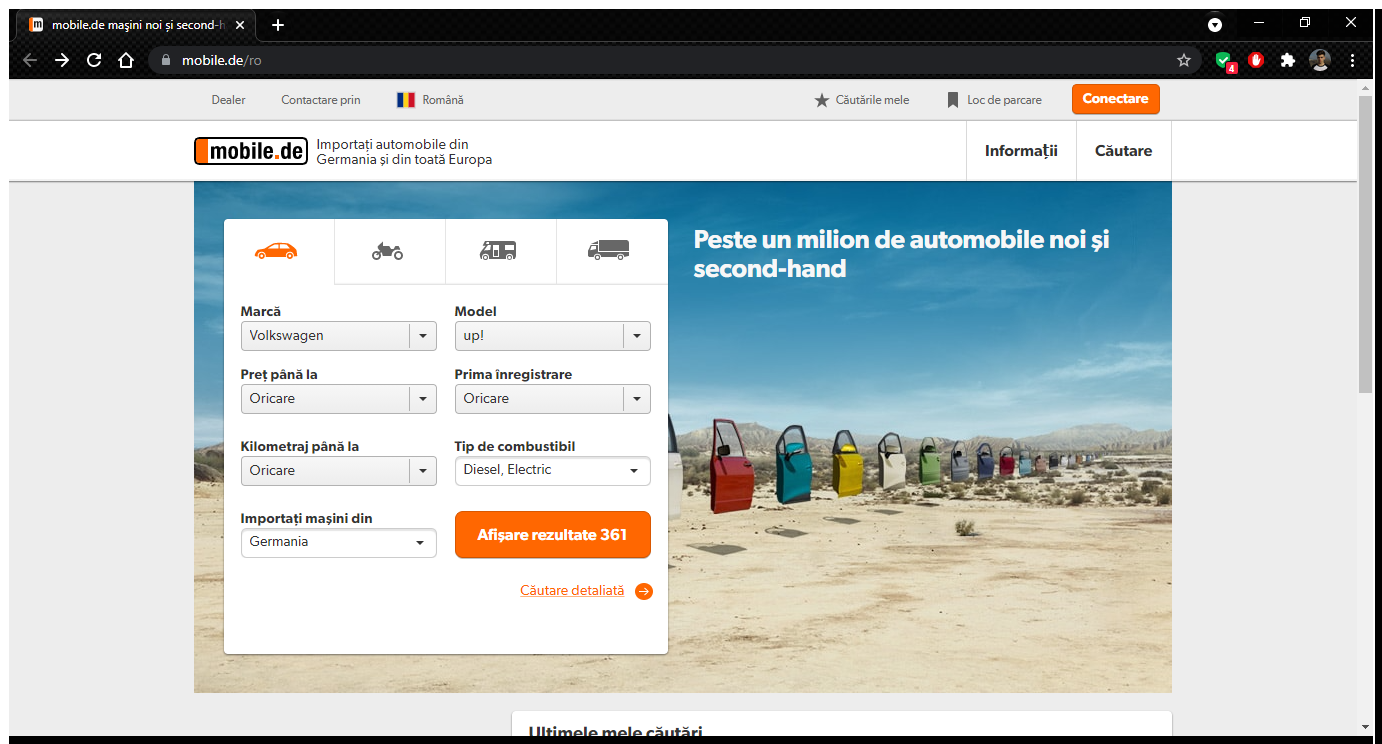 mobile.de mașini noi și second-h
mobile.de/ro
4
Dealer
Contactare prin
Română
Căutările mele
Loc de parcare
Conectare
mobile.de
Importați automobile din
Germania și din toată Europa
Informații
Căutare
Peste un milion de automobile noi și
second-hand
Marcă
Model
Volkswagen
up!
Preț până la
Prima înregistrare
Oricare
Oricare
Kilometraj până la
Tip de combustibil
Oricare
Diesel, Electric
Importați mașini din
Germania
Afișare rezultate 361
Căutare detaliată
Ultimele mele căutări